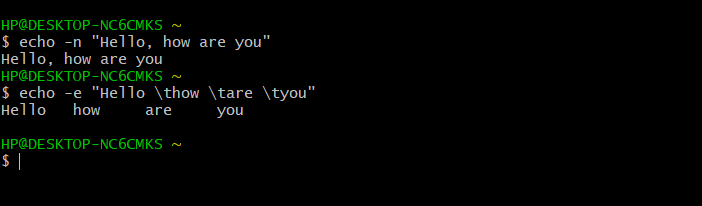 HP@DESKTOP-NC6CMKS ~
$ echo -n "Hello, how are you"
Hello, how are you
HP@DESKTOP-NC6CMKS ~
$ echo -e "Hello \thow \tare \tyou"
Hello   how     are     you
HP@DESKTOP-NC6CMKS ~
$